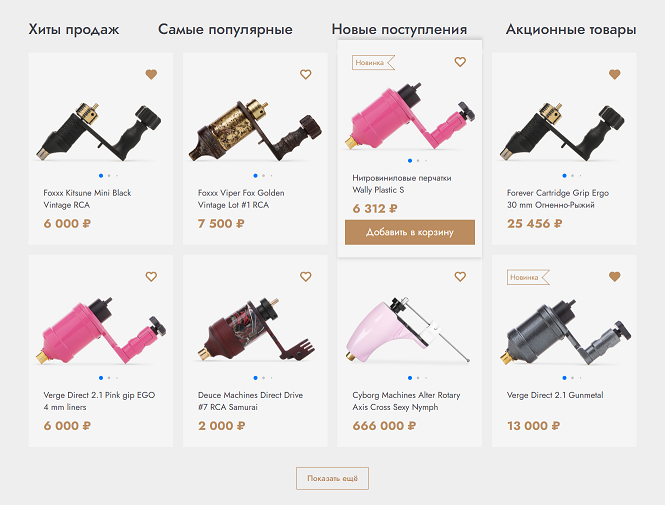 Хиты продаж
Самые популярные
Новые поступления
Акционные товары
Foxxx Kitsune Mini Black
Vintage RCA
6 000 ₽
Foxxx Viper Fox Golden
Vintage Lot #1 RCA
7 500 ₽
Новинка
Нитровиниловые перчатки
Wally Plastic S
6 312 ₽
Добавить в корзину
Forever Cartridge Grip Ergo
30 mm Огненно-Рыжий
25 456 ₽
Verge Direct 2.1 Pink gip EGO
4 mm liners
6 000 ₽
Deuce Machines Direct Drive
#7 RCA Samurai
2 000 ₽
Cyborg Machines Alter Rotary
Axis Cross Sexy Nymph
666 000 ₽
Новинка
Verge Direct 2.1 Gunmetal
13 000 ₽
Показать ещё